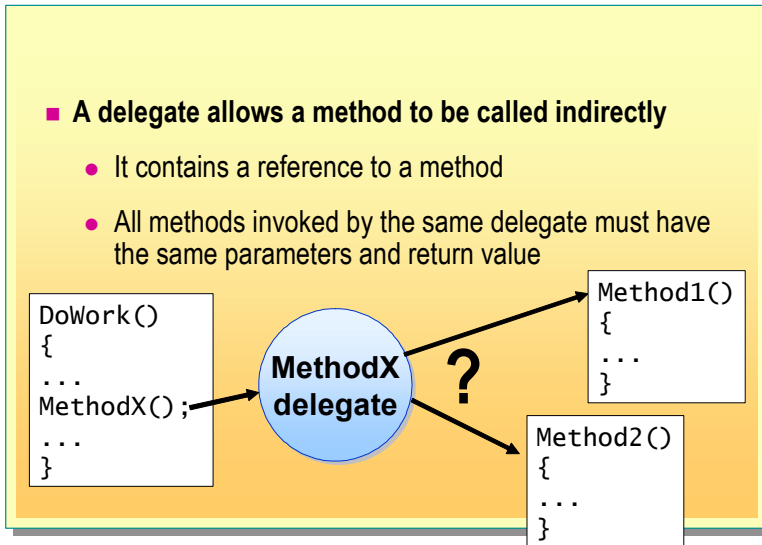 A delegate allows a method to be called indirectly
It contains a reference to a method
All methods invoked by the same delegate must have
the same parameters and return value
DoWork()
{
...
MethodX();
...
}
MethodX
delegate
?
Method1()
{
...
}
Method2()
{
...
}